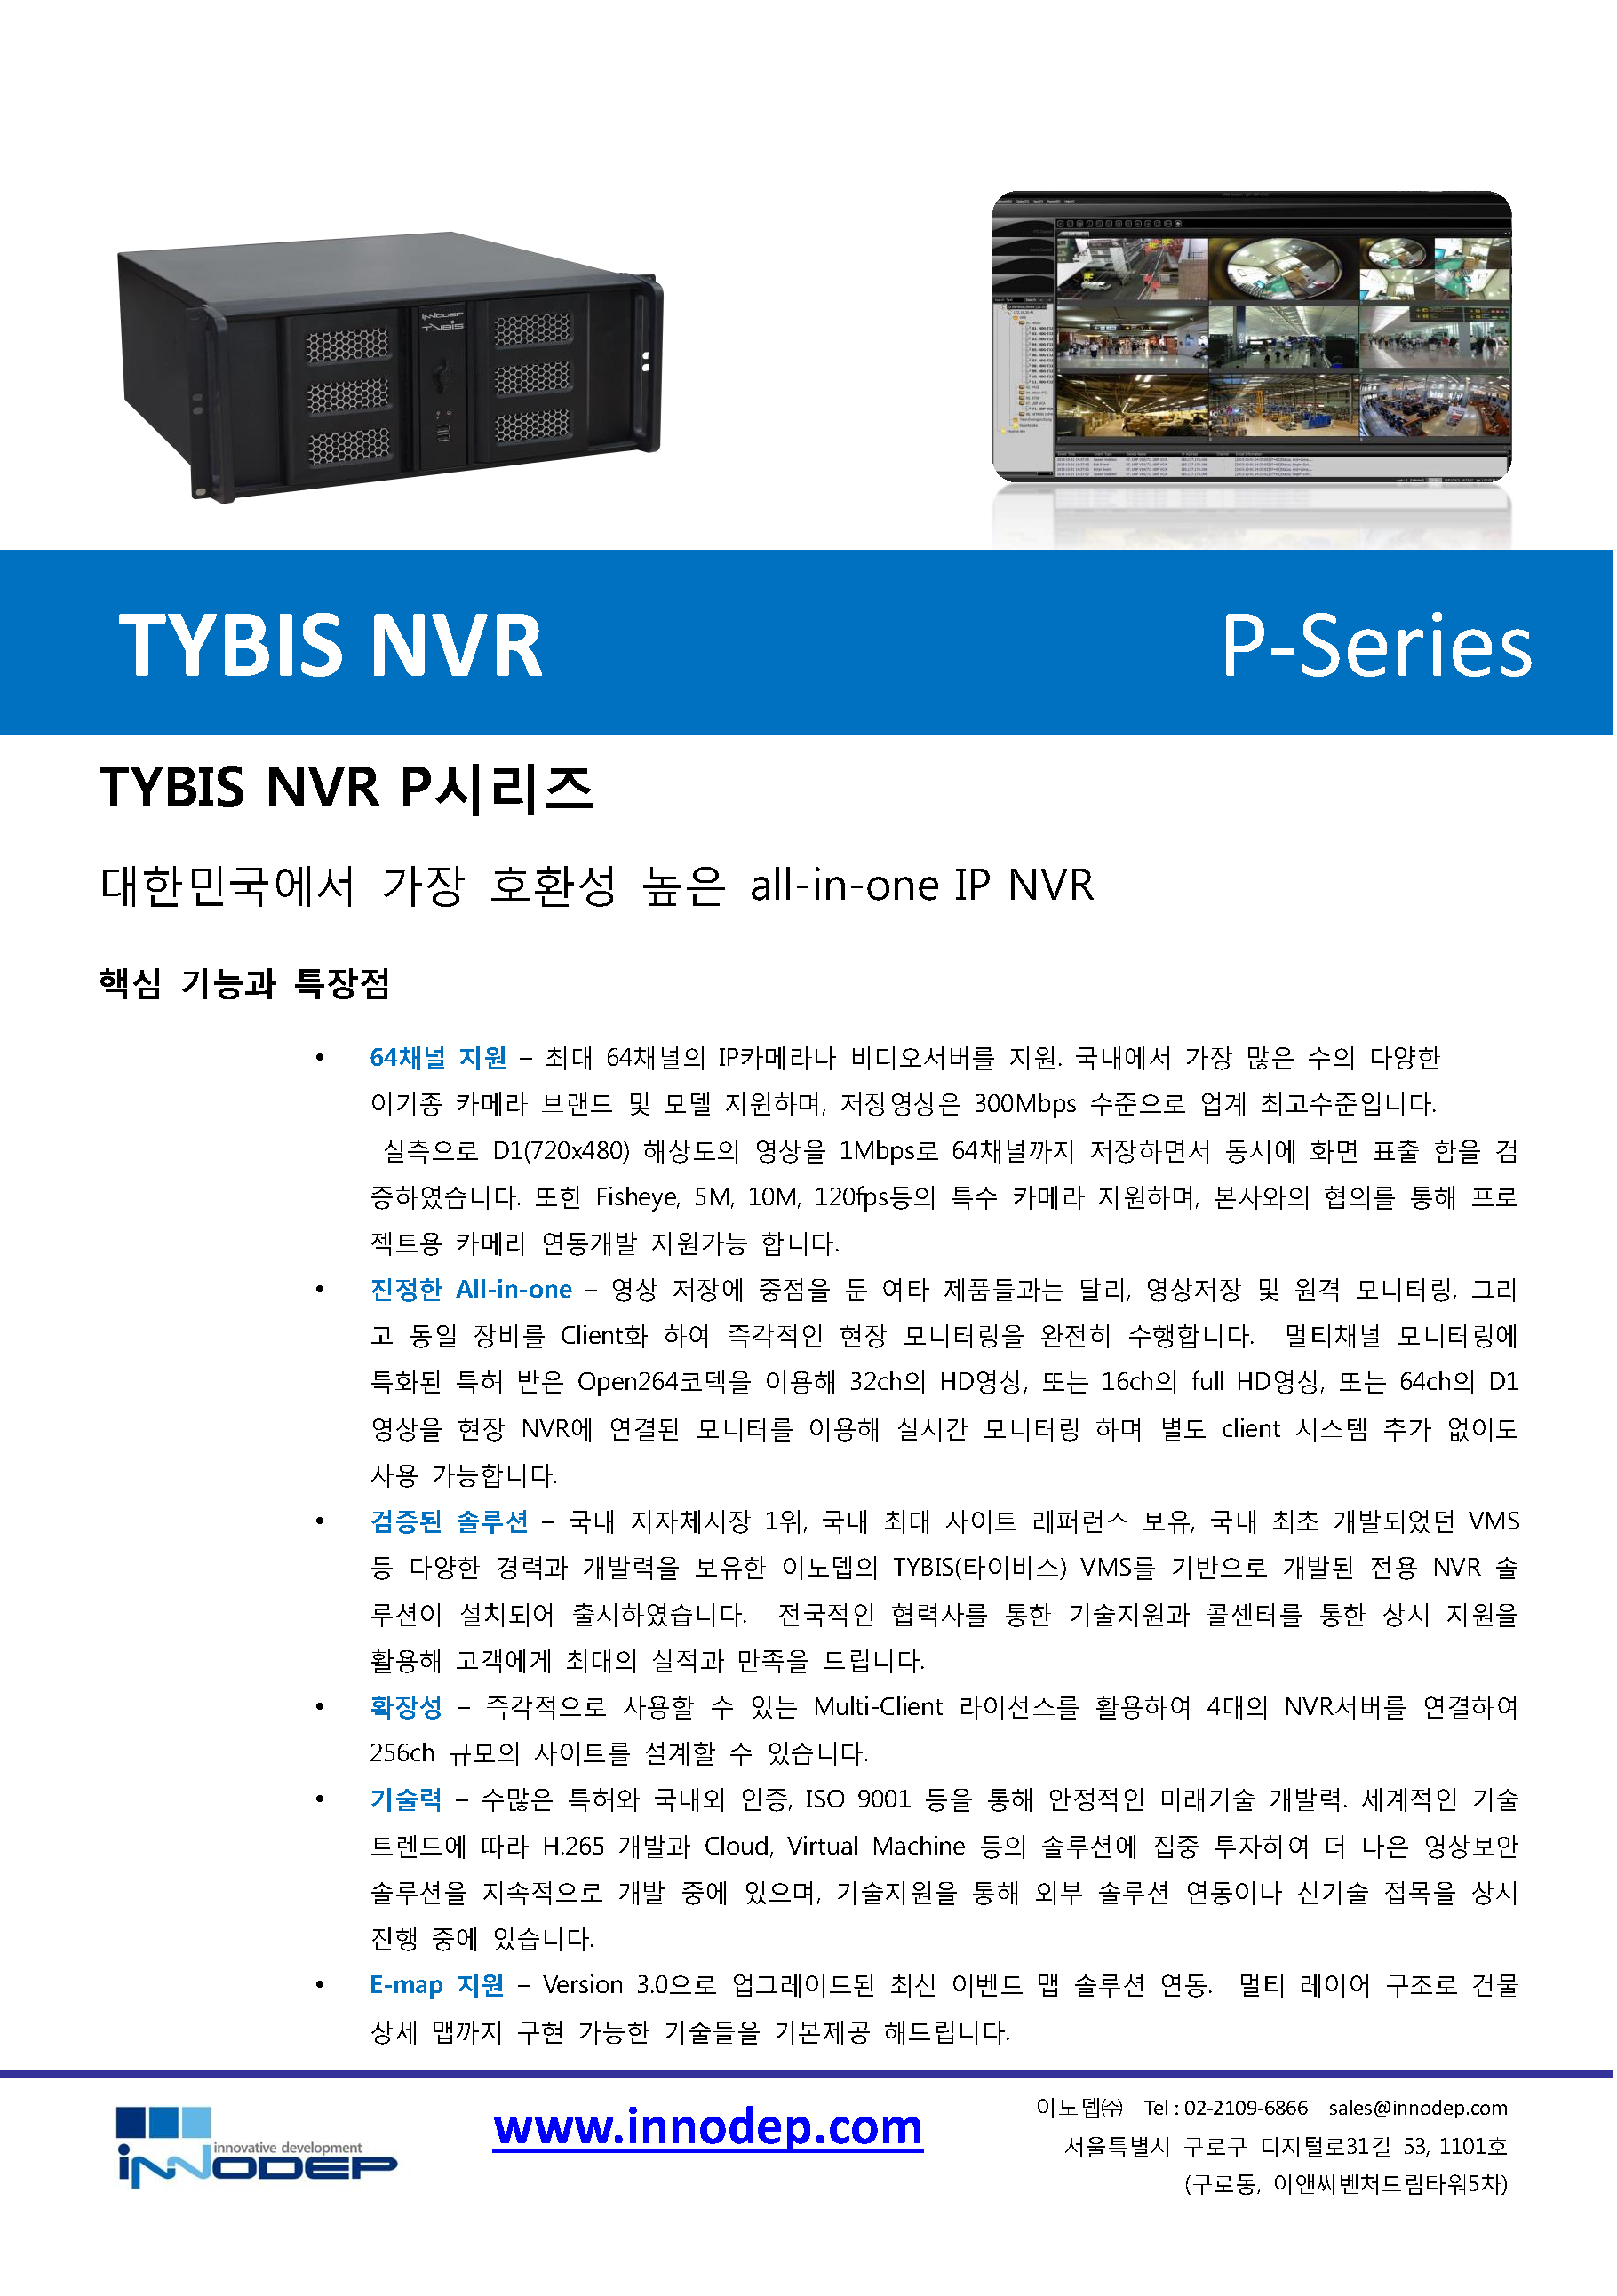 INNODEP
TYBIS
TYBIS NVR
P-Series
TYBIS NVR P시리즈
대한민국에서 가장 호환성 높은 all-in-one IP NVR
핵심 기능과 특장점
• 64채널 지원 – 최대 64채널의 IP카메라나 비디오서버를 지원. 국내에서 가장 많은 수의 다양한
이기종 카메라 브랜드 및 모델 지원하며, 저장영상은 300Mbps 수준으로 업계 최고수준입니다.
실측으로 D1(720x480) 해상도의 영상을 1Mbps로 64채널까지 저장하면서 동시에 화면 표출 함을 검
증하였습니다. 또한 Fisheye, 5M, 10M, 120fps등의 특수 카메라 지원하며, 본사와의 협의를 통해 프로
젝트용 카메라 연동개발 지원가능 합니다.
• 진정한 All-in-one – 영상 저장에 중점을 둔 여타 제품들과는 달리, 영상저장 및 원격 모니터링, 그리
고 동일 장비를 Client화 하여 즉각적인 현장 모니터링을 완전히 수행합니다. 멀티채널 모니터링에
특화된 특허 받은 Open264코덱을 이용해 32ch의 HD영상, 또는 16ch의 full HD영상, 또는 64ch의 D1
영상을 현장 NVR에 연결된 모니터를 이용해 실시간 모니터링 하며 별도 client 시스템 추가 없이도
사용 가능합니다.
• 검증된 솔루션 – 국내 지자체시장 1위, 국내 최대 사이트 레퍼런스 보유, 국내 최초 개발되었던 VMS
등 다양한 경력과 개발력을 보유한 이노뎁의 TYBIS(타이비스) VMS를 기반으로 개발된 전용 NVR 솔
루션이 설치되어 출시하였습니다. 전국적인 협력사를 통한 기술지원과 콜센터를 통한 상시 지원을
활용해 고객에게 최대의 실적과 만족을 드립니다.
• 확장성 – 즉각적으로 사용할 수 있는 Multi-Client 라이선스를 활용하여 4대의 NVR서버를 연결하여
256ch 규모의 사이트를 설계할 수 있습니다.
• 기술력 – 수많은 특허와 국내외 인증, ISO 9001 등을 통해 안정적인 미래기술 개발력. 세계적인 기술
트렌드에 따라 H.265 개발과 Cloud, Virtual Machine 등의 솔루션에 집중 투자하여 더 나은 영상보안
솔루션을 지속적으로 개발 중에 있으며, 기술지원을 통해 외부 솔루션 연동이나 신기술 접목을 상시
진행 중에 있습니다.
• E-map 지원 – Version 3.0으로 업그레이드된 최신 이벤트 맵 솔루션 연동. 멀티 레이어 구조로 건물
상세 맵까지 구현 가능한 기술들을 기본제공 해드립니다.
innovative development
iNNODEP
www.innodep.com
이노뎁㈜ Tel : 02-2109-6866 sales@innodep.com
서울특별시 구로구 디지털로31길 53, 1101호
(구로동, 이앤씨벤처드림타워5차)